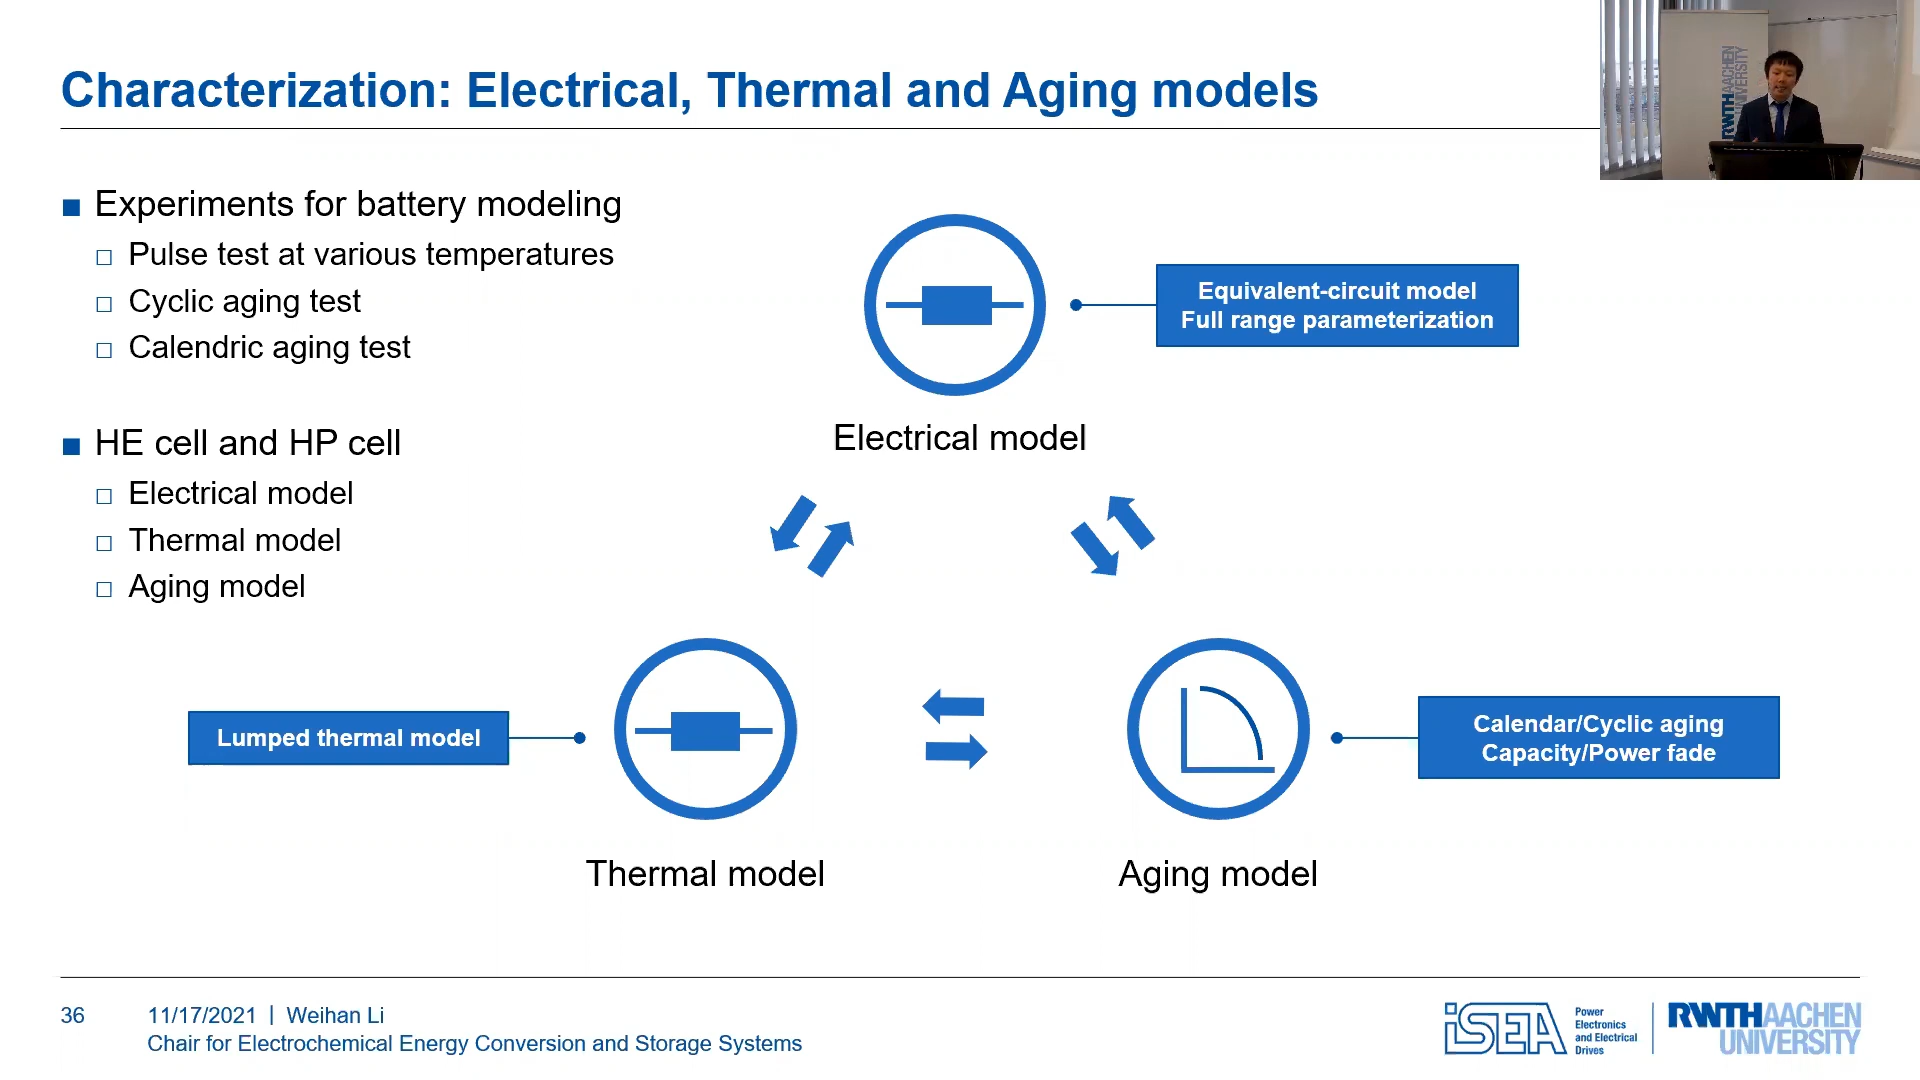 Characterization: Electrical, Thermal and Aging models
RWTHAACHEN
UNIVERSITY
■ Experiments for battery modeling
□ Pulse test at various temperatures
□ Cyclic aging test
□ Calendric aging test
■ HE cell and HP cell
□ Electrical model
□ Thermal model
□ Aging model
Equivalent-circuit model
Full range parameterization
Electrical model
Lumped thermal model
Calendar/Cyclic aging
Capacity/Power fade
Thermal model
Aging model
36
11/17/2021 | Weihan Li
Chair for Electrochemical Energy Conversion and Storage Systems
iSEA
Power
Electronics
and Electrical
Drives
RWTHAACHEN
UNIVERSITY